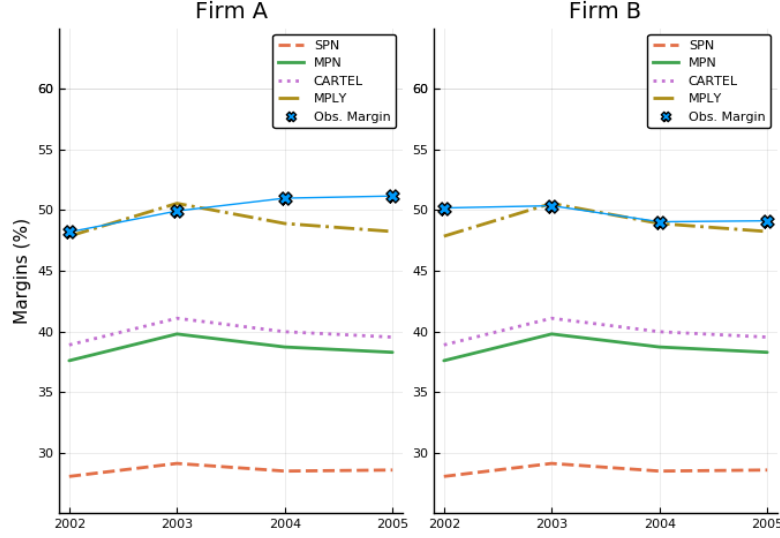 Firm A
Firm B
SPN
MPN
CARTEL
MPLY
Obs. Margin
SPN
MPN
CARTEL
MPLY
Obs. Margin
Margins (%)
60
55
50
45
40
35
30
60
55
50
45
40
35
30
2002
2003
2004
2005
2002
2003
2004
2005